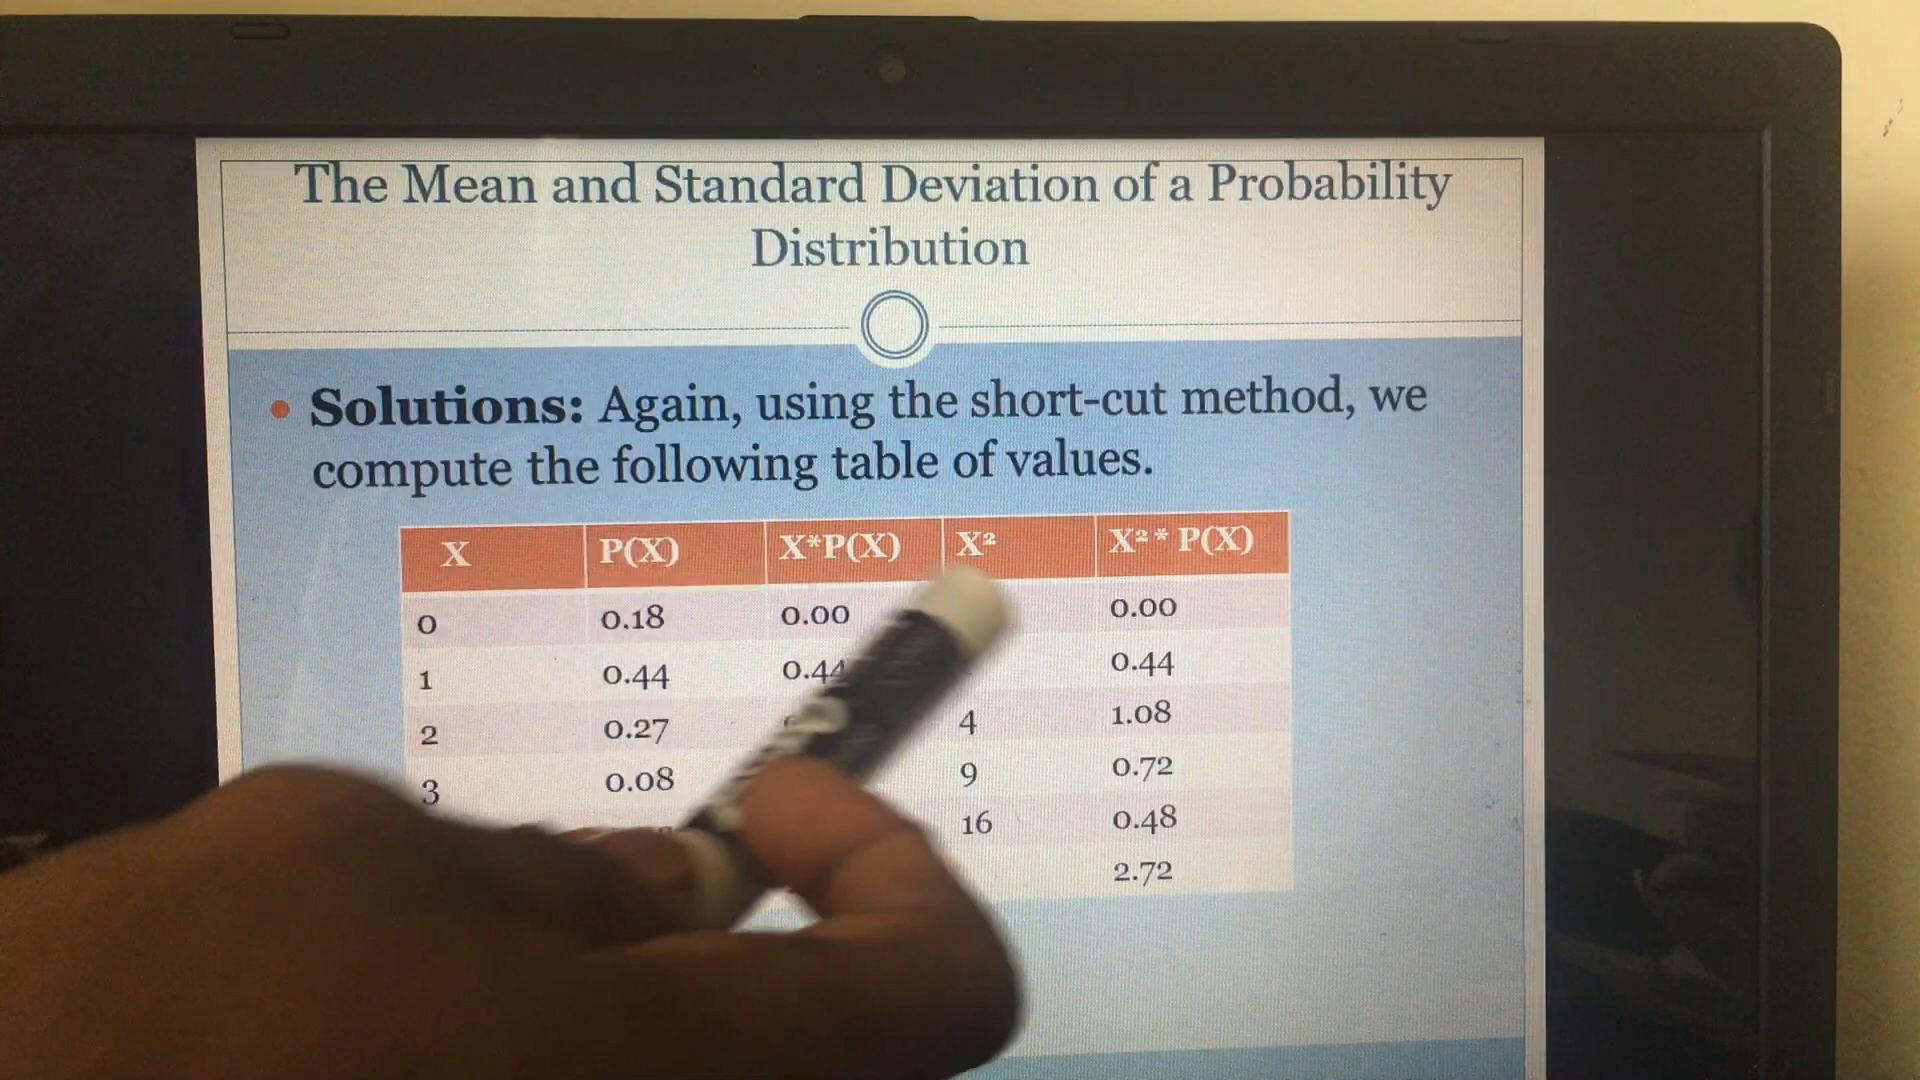 The Mean and Standard Deviation of a Probability
Distribution
• Solutions: Again, using the short-cut method, we
compute the following table of values.
X P(X) X*P(X) X² X² * P(X)
0 0.18 0.00 0.00
1 0.44 0.44 0.44
2 0.27 4 1.08
3 0.08 9 0.72
16 0.48
2.72